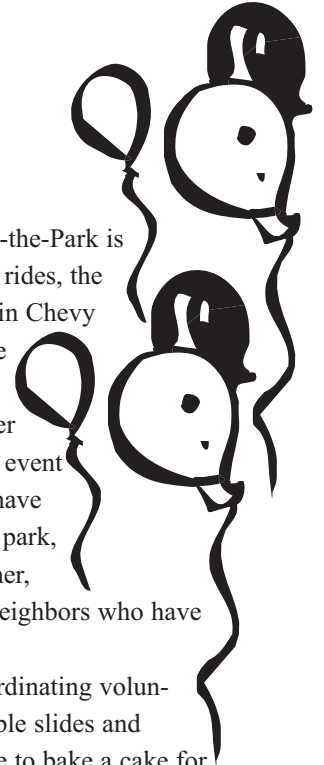 -the-Park is
rides, the
in Chevy
e
er
event
have
park,
her,
eighbors who have
rdinating volun-
ble slides and
e to bake a cake for